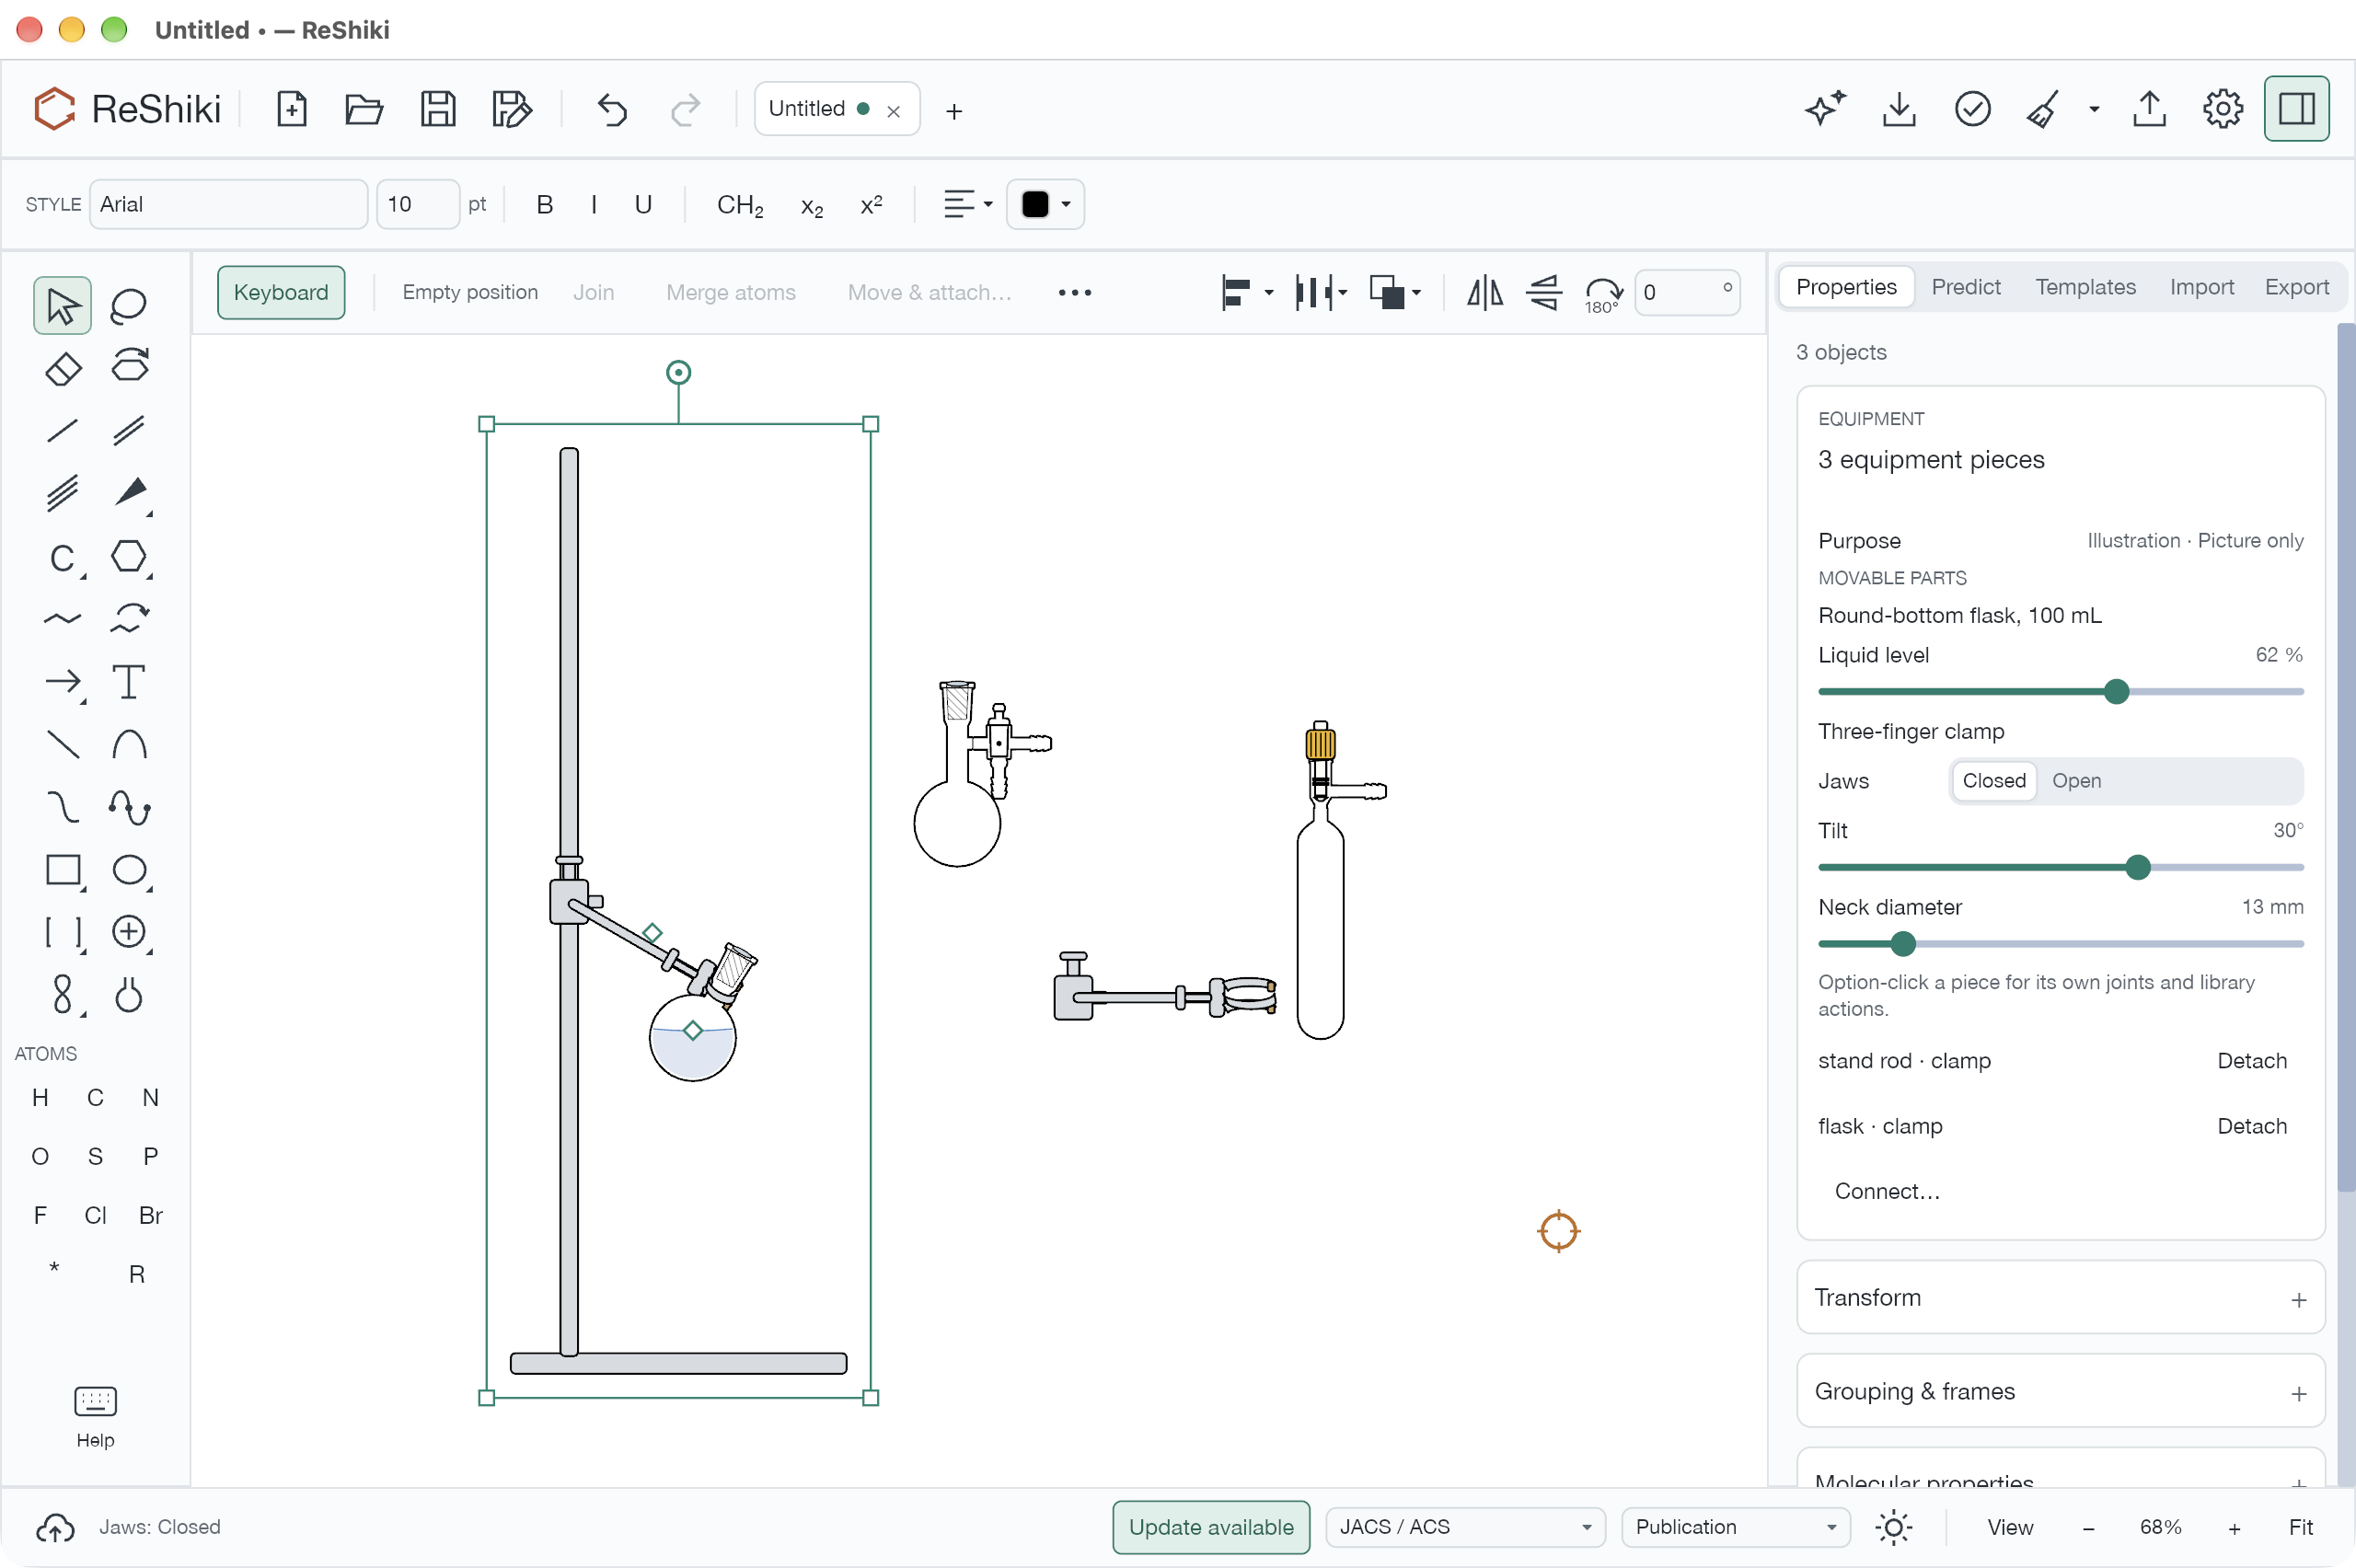 Untitled • — ReShiki
ReShiki
Untitled
STYLE Arial 10 pt B I U CH₂ x₂ x²
Keyboard Empty position Join Merge atoms Move & attach… 180° 0 °
Properties Predict Templates Import Export
3 objects
EQUIPMENT
3 equipment pieces
Purpose Illustration · Picture only
MOVABLE PARTS
Round-bottom flask, 100 mL
Liquid level 62 %
Three-finger clamp
Jaws Closed Open
Tilt 30°
Neck diameter 13 mm
Option-click a piece for its own joints and library
actions.
stand rod · clamp Detach
flask · clamp Detach
Connect…
Transform +
Grouping & frames +
Molecular properties +
C
T
ATOMS
H C N
O S P
F Cl Br
* R
Help
Jaws: Closed
Update available JACS / ACS Publication View − 68% + Fit